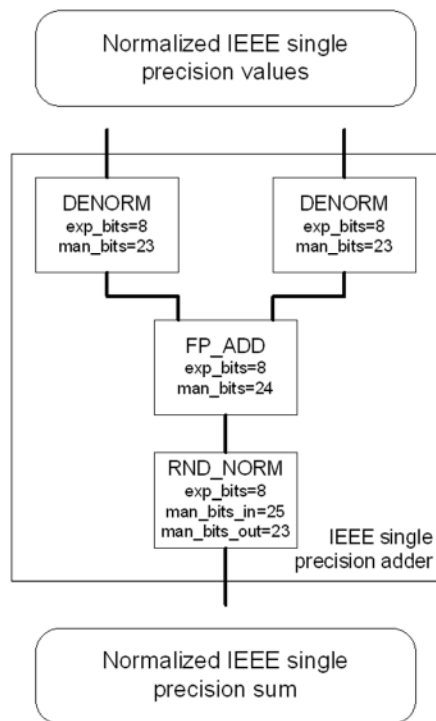 Normalized IEEE single
precision values
DENORM
exp_bits=8
man_bits=23
DENORM
exp_bits=8
man_bits=23
FP_ADD
exp_bits=8
man_bits=24
RND_NORM
exp_bits=8
man_bits_in=25
man_bits_out=23
IEEE single
precision adder
Normalized IEEE single
precision sum